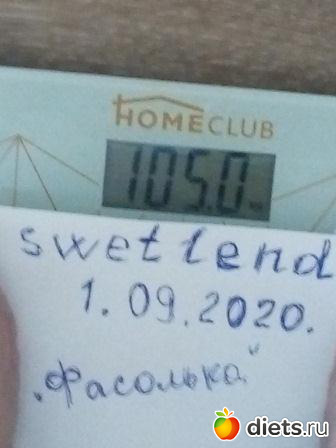 HOMECLUB
105.0
swetlend
1.09.2020.
„Фасолька"
diets.ru